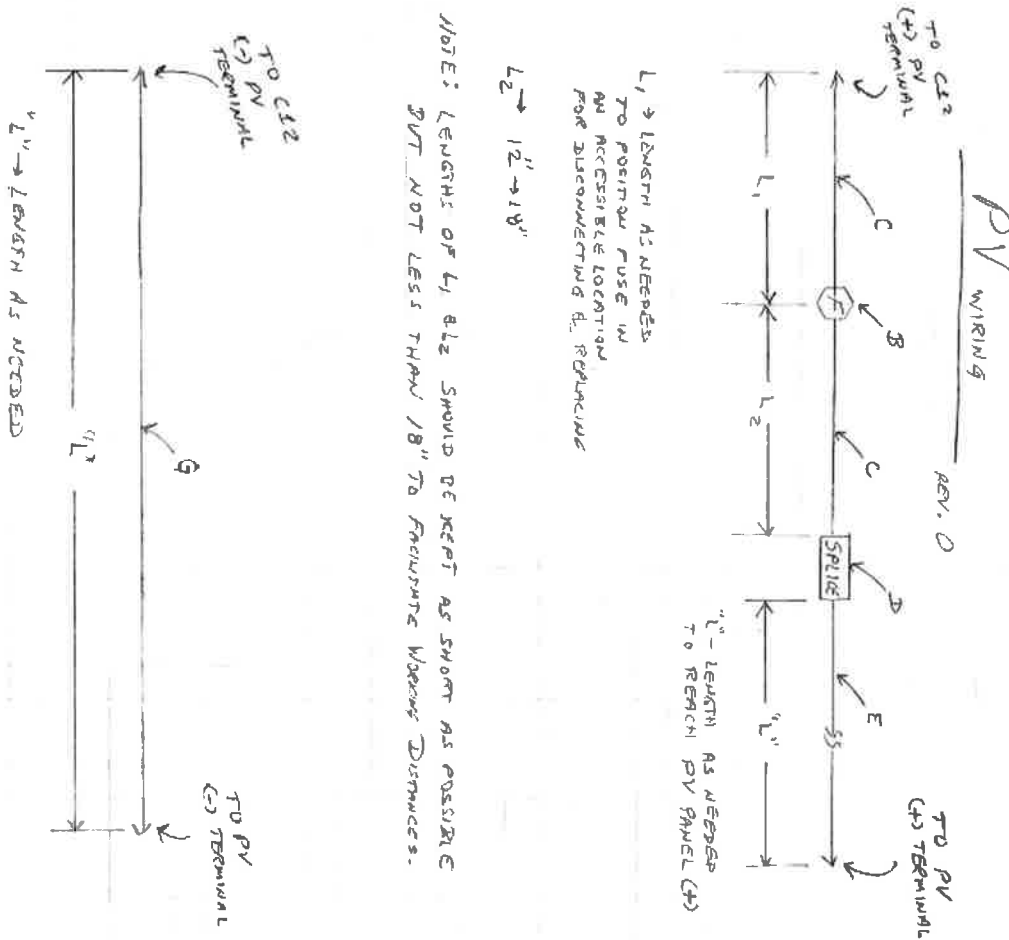 PV WIRING
REV. 0
TO C12
(+) PV
TERMINAL
C
B
F
C
D
SPLICE
E
TO PV
(+) TERMINAL
L1
L2
"L"
L1 → LENGTH AS NEEDED
TO POSITION FUSE IN
AN ACCESSIBLE LOCATION
FOR DISCONNECTING & REPLACING
"L" - LENGTH AS NEEDED
TO REACH PV PANEL (+)
L2 → 12" → 18"
NOTE: LENGTHS OF L1 & L2 SHOULD BE KEPT AS SHORT AS POSSIBLE
BUT NOT LESS THAN 18" TO FACILITATE WORKING DISTANCES.
TO C12
(-) PV
TERMINAL
G
TO PV
(-) TERMINAL
"L"
"L" → LENGTH AS NEEDED